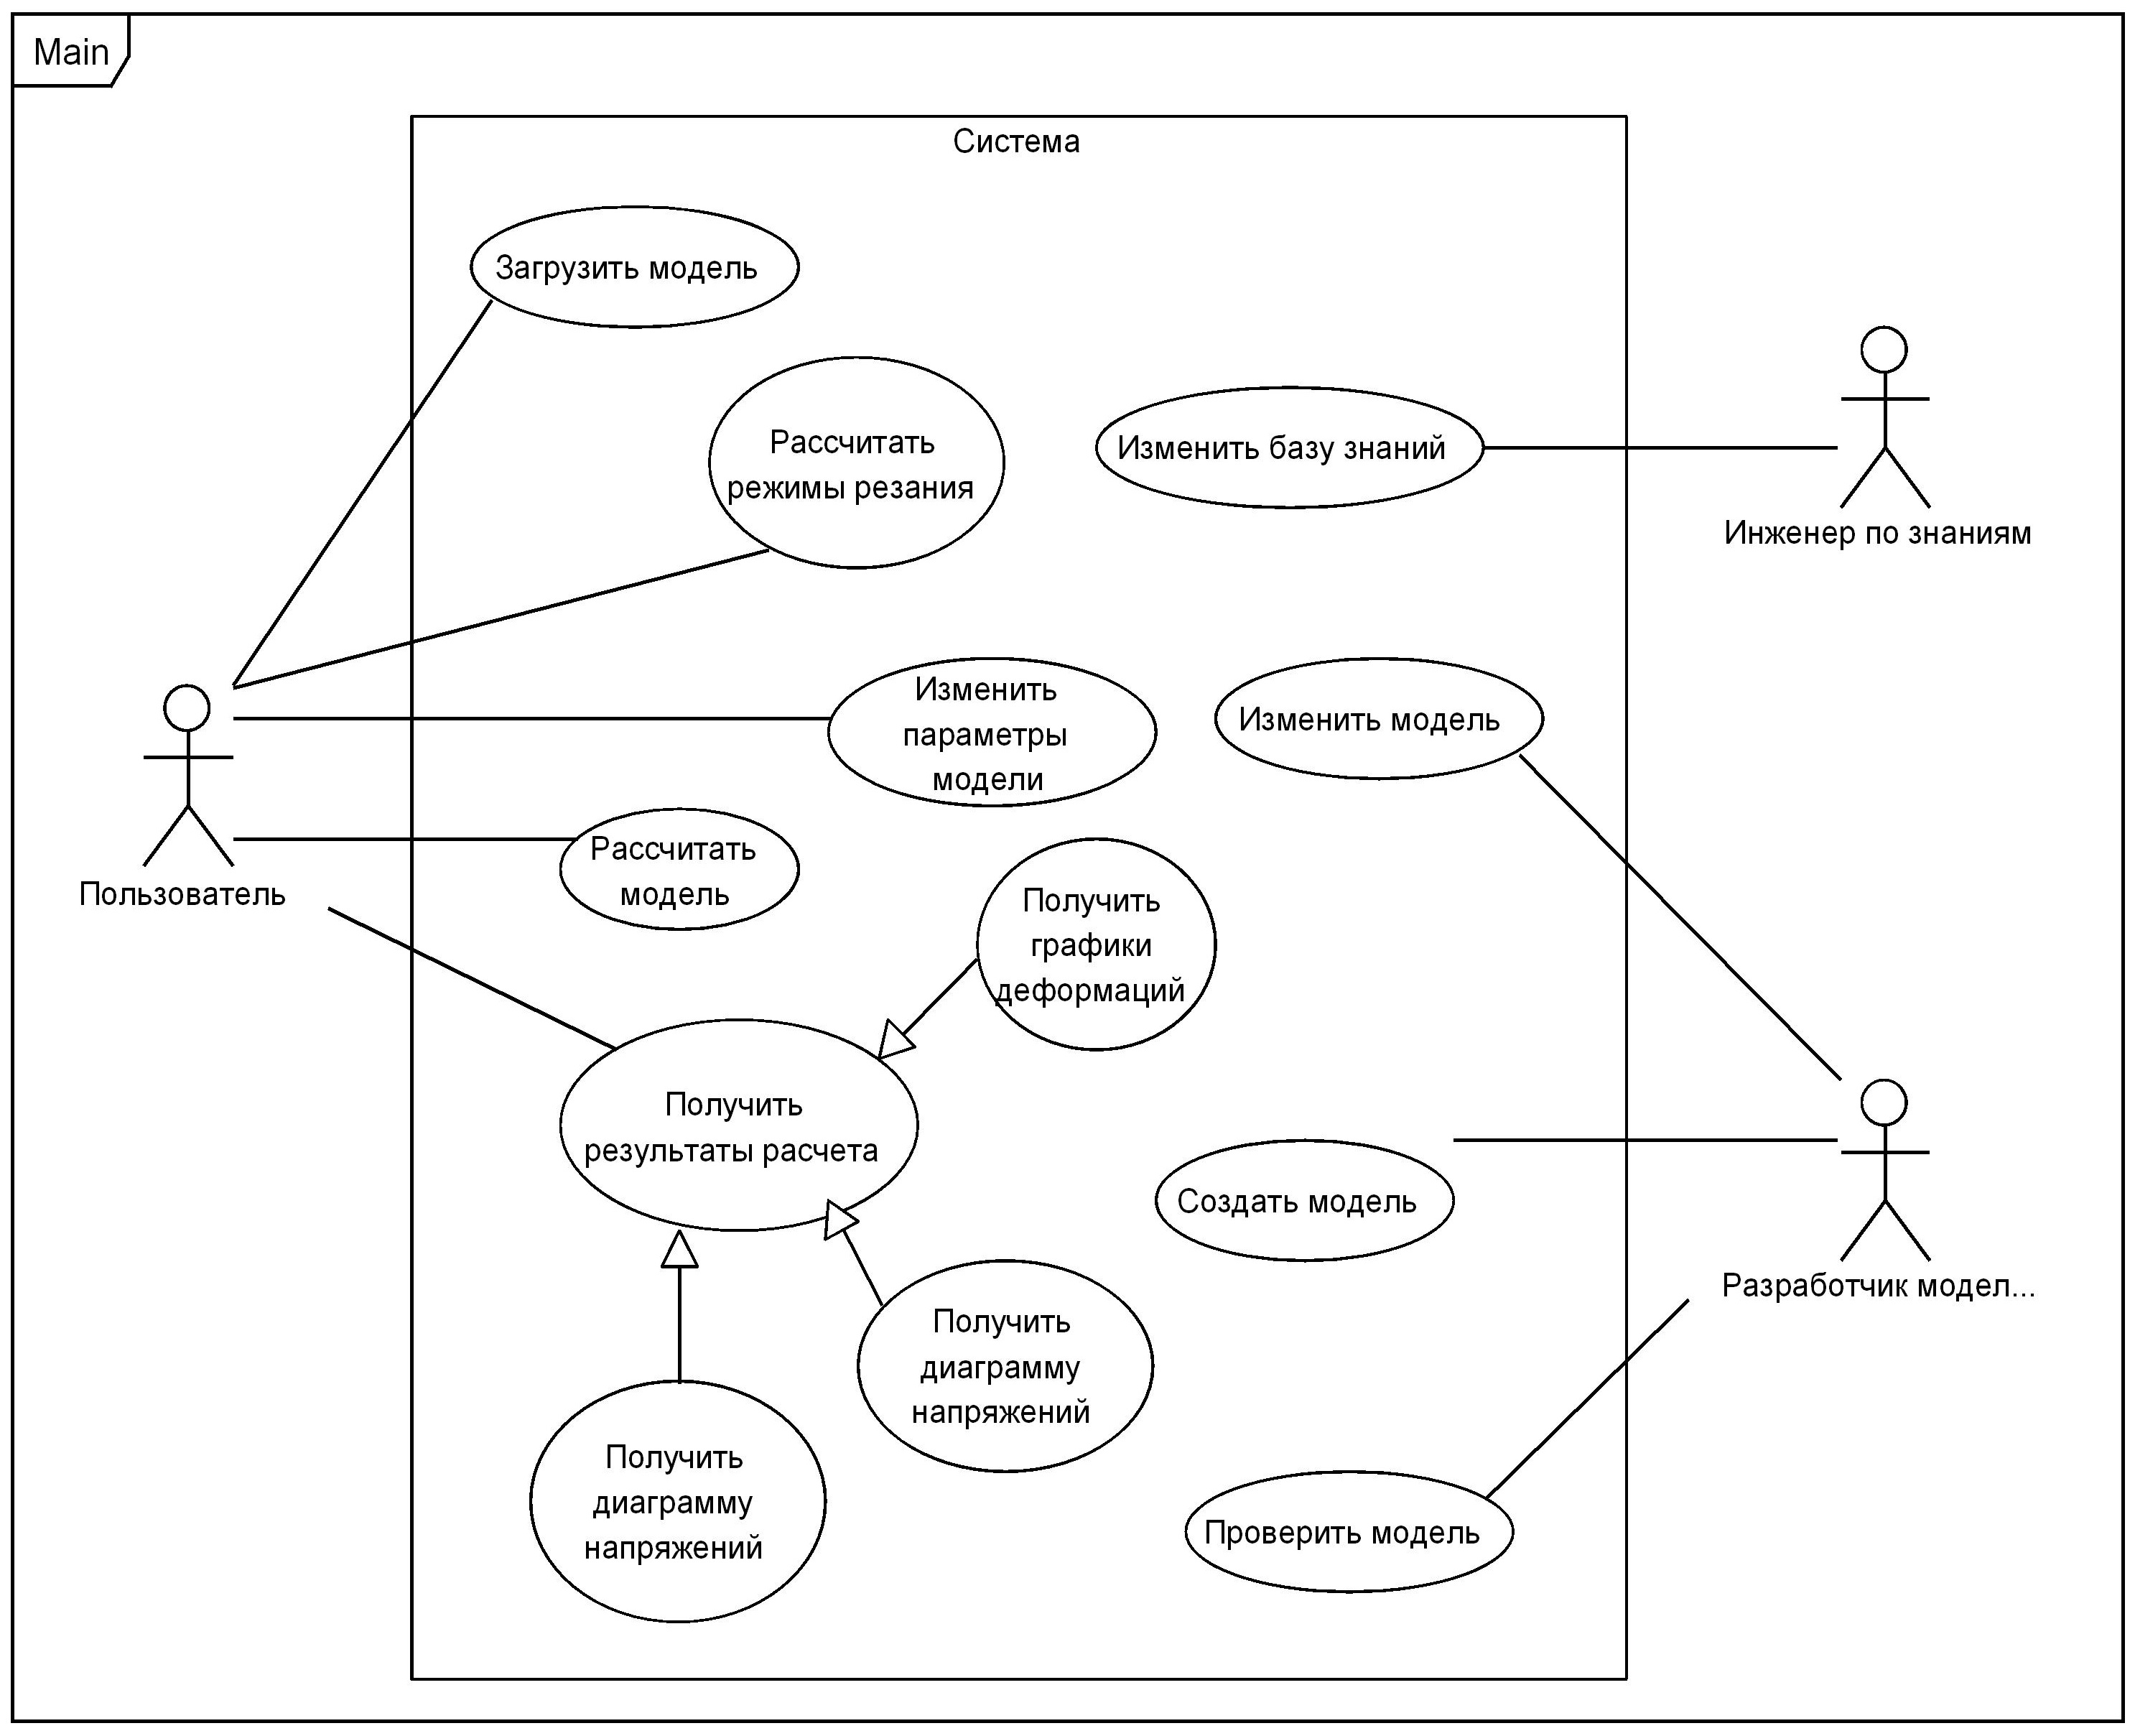 Main
Система
Загрузить модель
Рассчитать
режимы резания
Изменить базу знаний
Инженер по знаниям
Изменить
параметры
модели
Изменить модель
Рассчитать
модель
Пользователь
Получить
графики
деформаций
Получить
результаты расчета
Создать модель
Разработчик модел...
Получить
диаграмму
напряжений
Получить
диаграмму
напряжений
Проверить модель